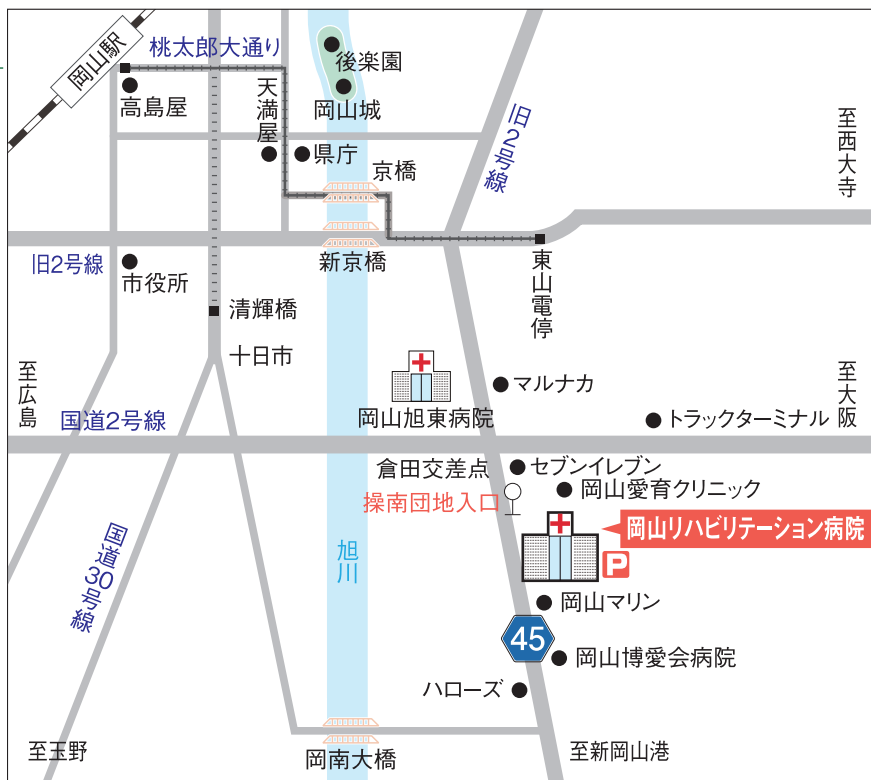 岡山駅
桃太郎大通り
後楽園
高島屋
天満屋
岡山城
旧2号線
至西大寺
県庁
京橋
旧2号線
市役所
新京橋
東山電停
清輝橋
十日市
至広島
マルナカ
至大阪
岡山旭東病院
国道2号線
トラックターミナル
倉田交差点
セブンイレブン
操南団地入口
岡山愛育クリニック
岡山リハビリテーション病院
P
国道30号線
旭川
岡山マリン
45
岡山博愛会病院
ハローズ
至玉野
岡南大橋
至新岡山港